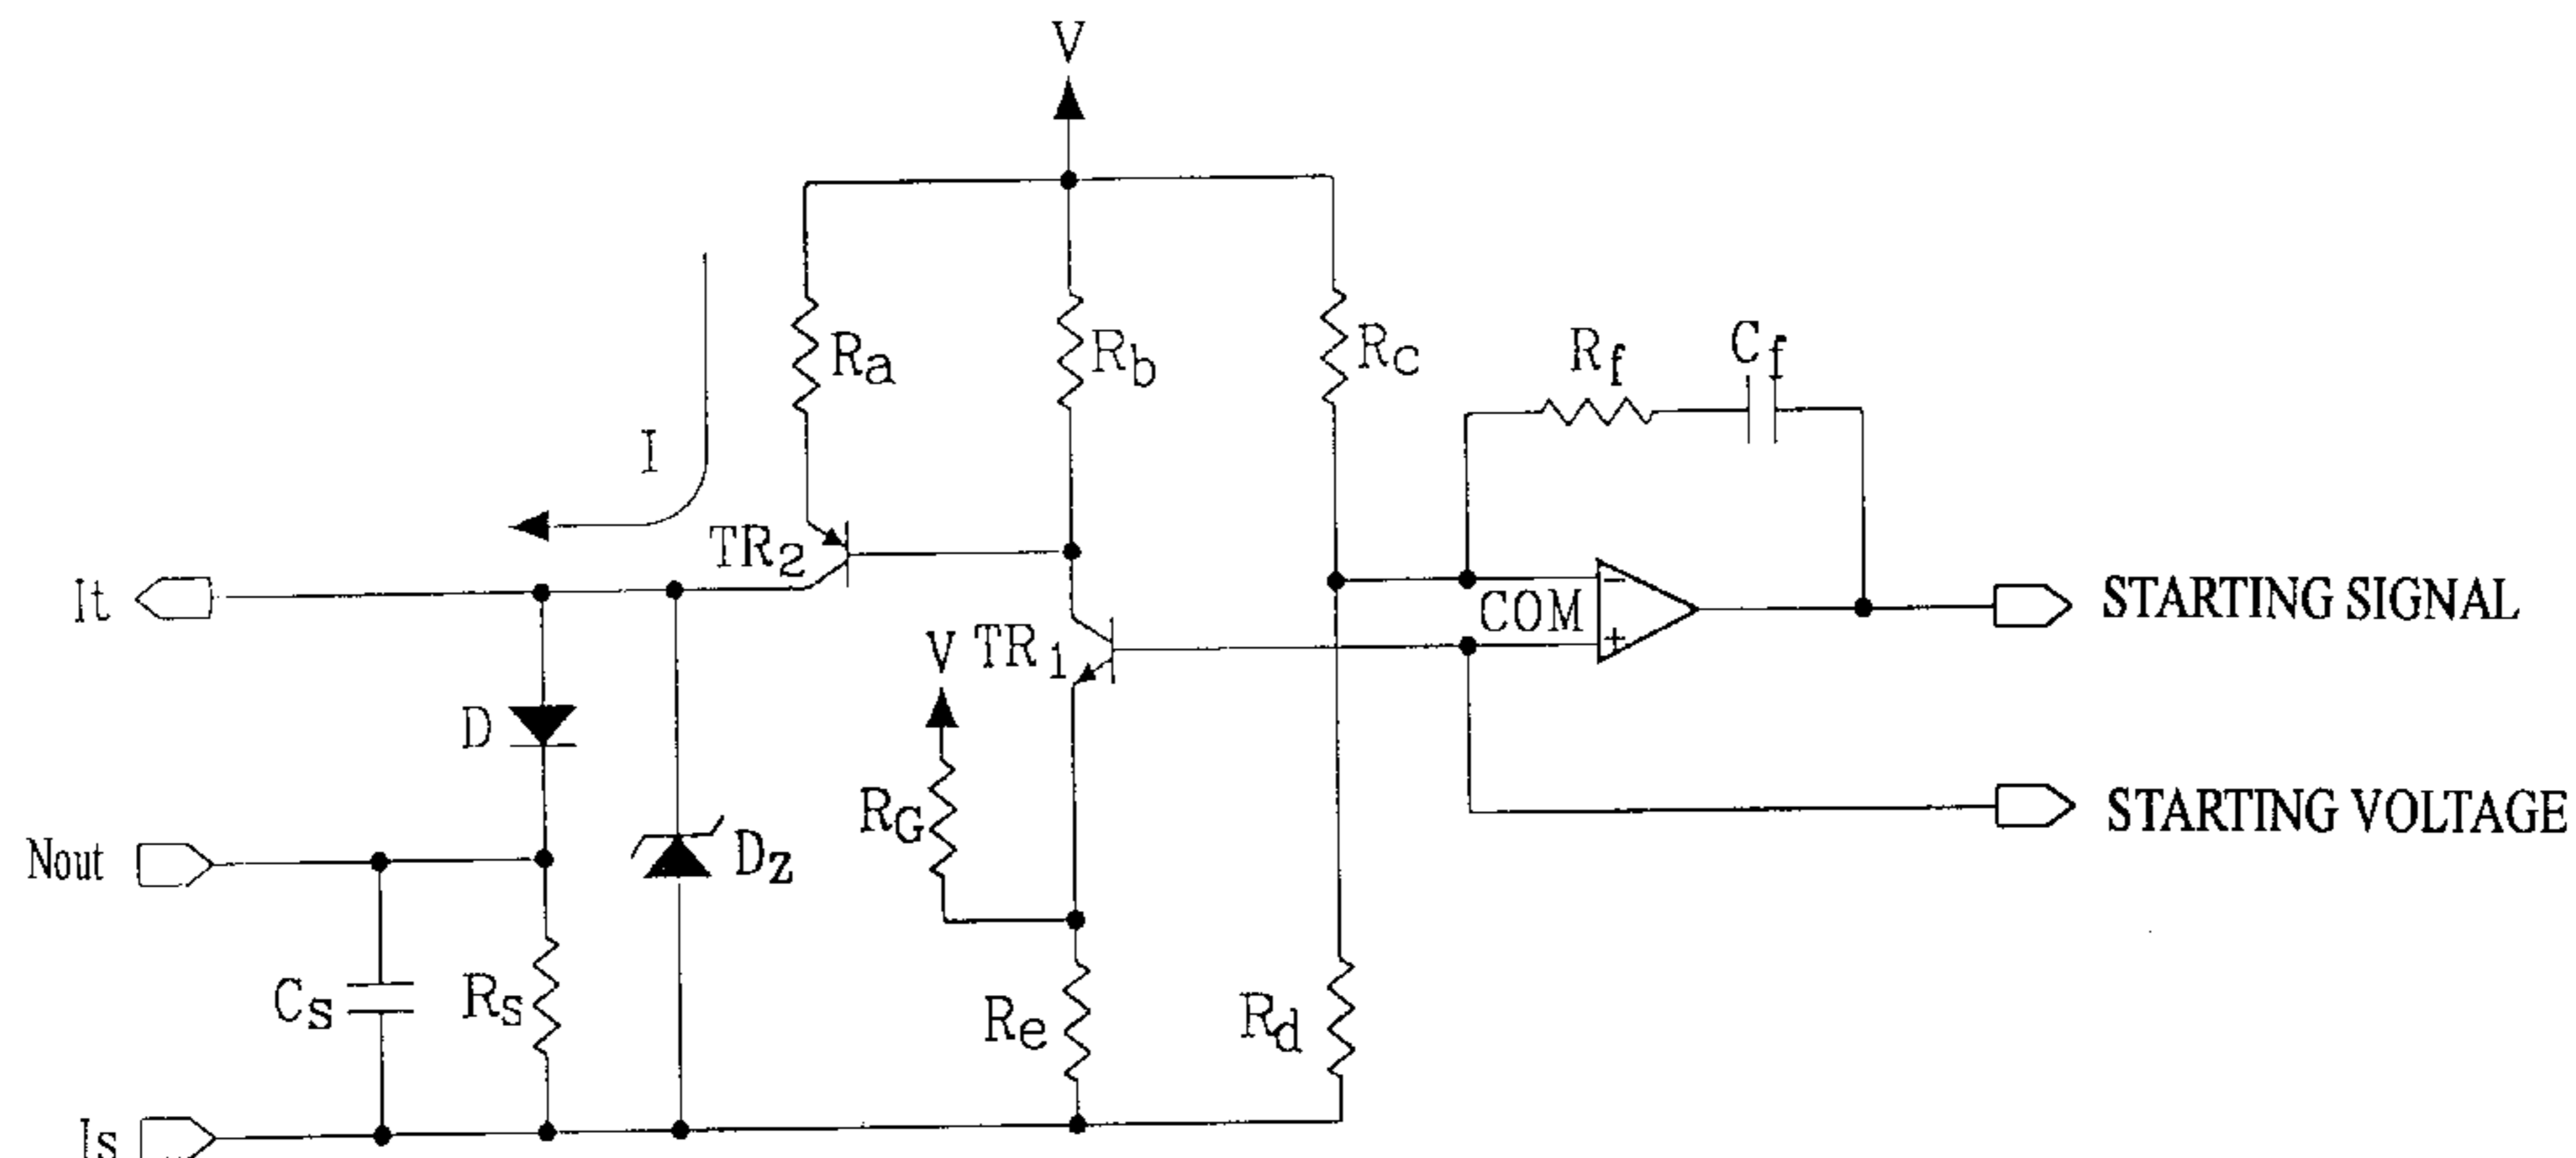 V
Ra
Rb
Rc
Rf
Cf
I
TR2
It
COM
STARTING SIGNAL
V
TR1
D
RG
STARTING VOLTAGE
Nout
Dz
Cs
Rs
Re
Rd
Is